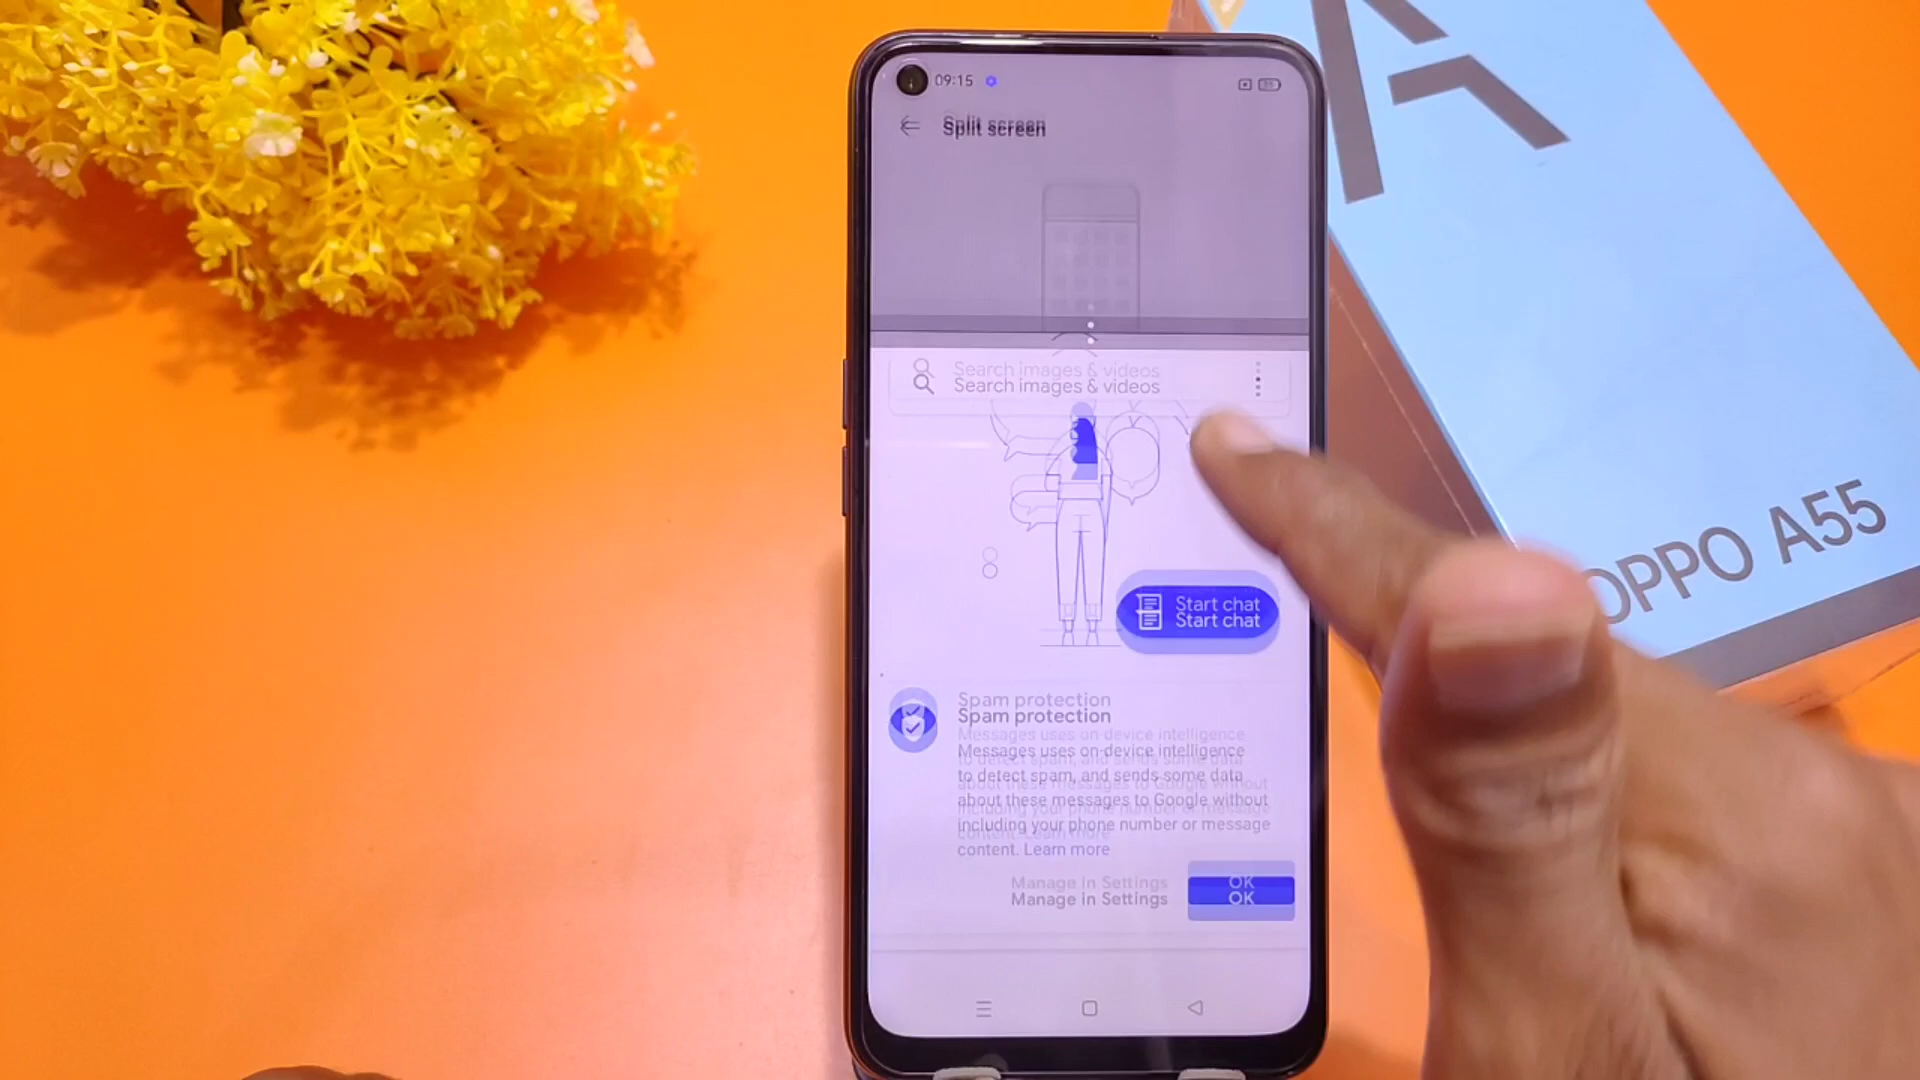 09:15
Split screen
Search images & videos
Start chat
Spam protection
Messages uses on-device intelligence
to detect spam, and sends some data
about these messages to Google without
including your phone number or message
content. Learn more
Manage in Settings
OK
A
OPPO A55